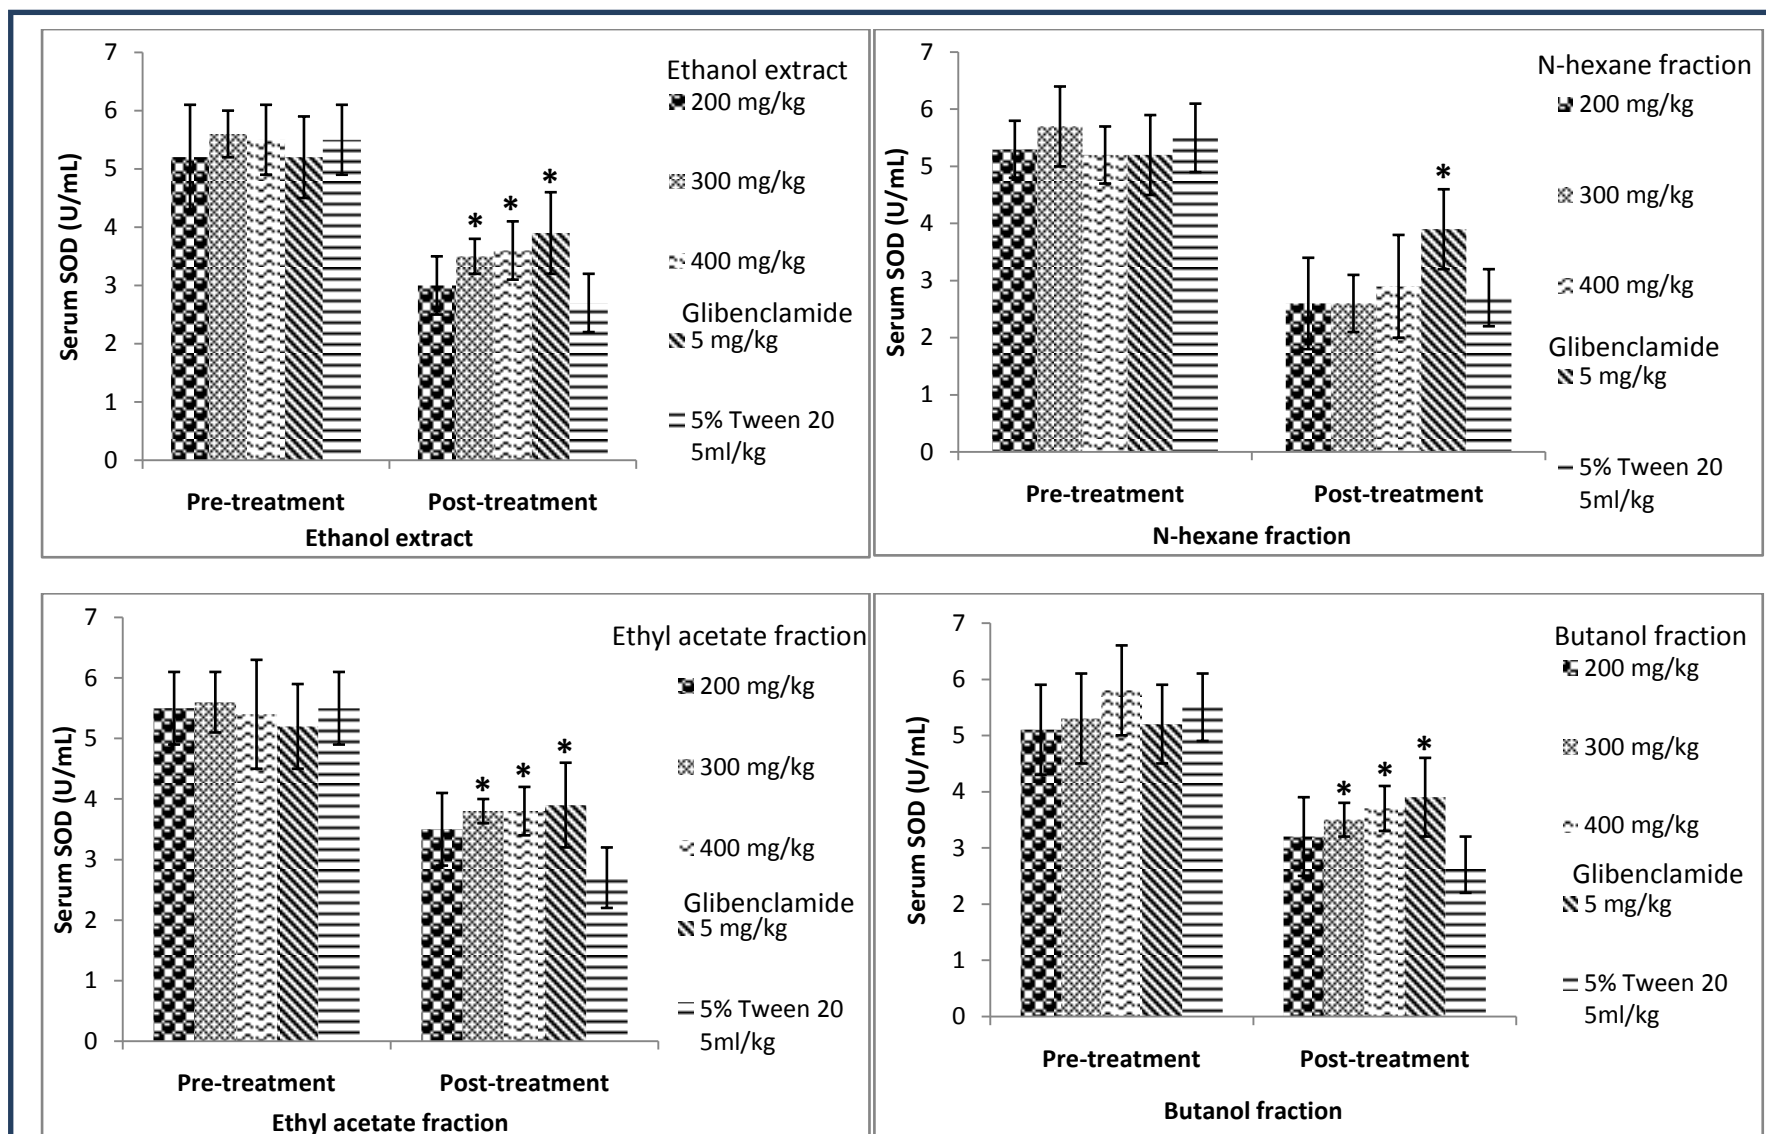 7
6
5
4
3
2
1
0
Serum SOD (U/mL)
* * *
Pre-treatment Post-treatment
Ethanol extract
Ethanol extract
200 mg/kg
300 mg/kg
400 mg/kg
Glibenclamide
5 mg/kg
5% Tween 20
5ml/kg
7
6
5
4
3
2
1
0
Serum SOD (U/mL)
*
Pre-treatment Post-treatment
N-hexane fraction
N-hexane fraction
200 mg/kg
300 mg/kg
400 mg/kg
Glibenclamide
5 mg/kg
5% Tween 20
5ml/kg
7
6
5
4
3
2
1
0
Serum SOD (U/mL)
* * *
Pre-treatment Post-treatment
Ethyl acetate fraction
Ethyl acetate fraction
200 mg/kg
300 mg/kg
400 mg/kg
Glibenclamide
5 mg/kg
5% Tween 20
5ml/kg
7
6
5
4
3
2
1
0
Serum SOD (U/mL)
* * *
Pre-treatment Post-treatment
Butanol fraction
Butanol fraction
200 mg/kg
300 mg/kg
400 mg/kg
Glibenclamide
5 mg/kg
5% Tween 20
5ml/kg